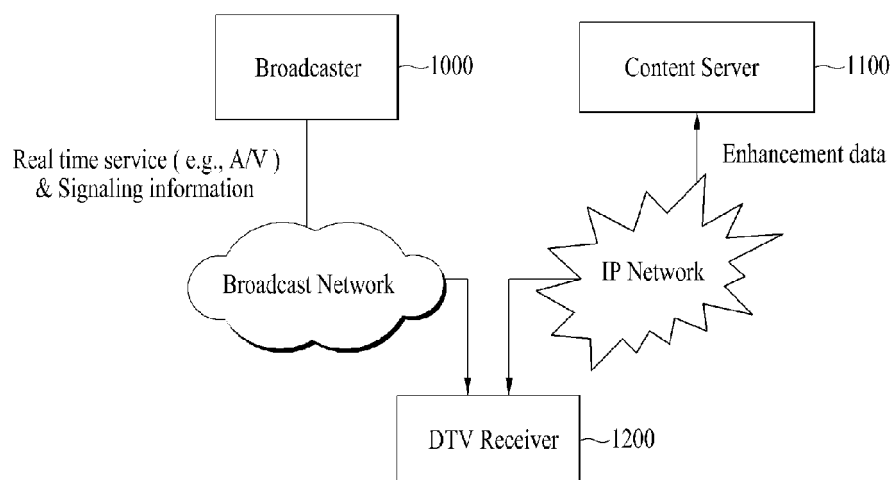 Broadcaster
1000
Content Server
1100
Real time service ( e.g., A/V )
& Signaling information
Enhancement data
Broadcast Network
IP Network
DTV Receiver
1200